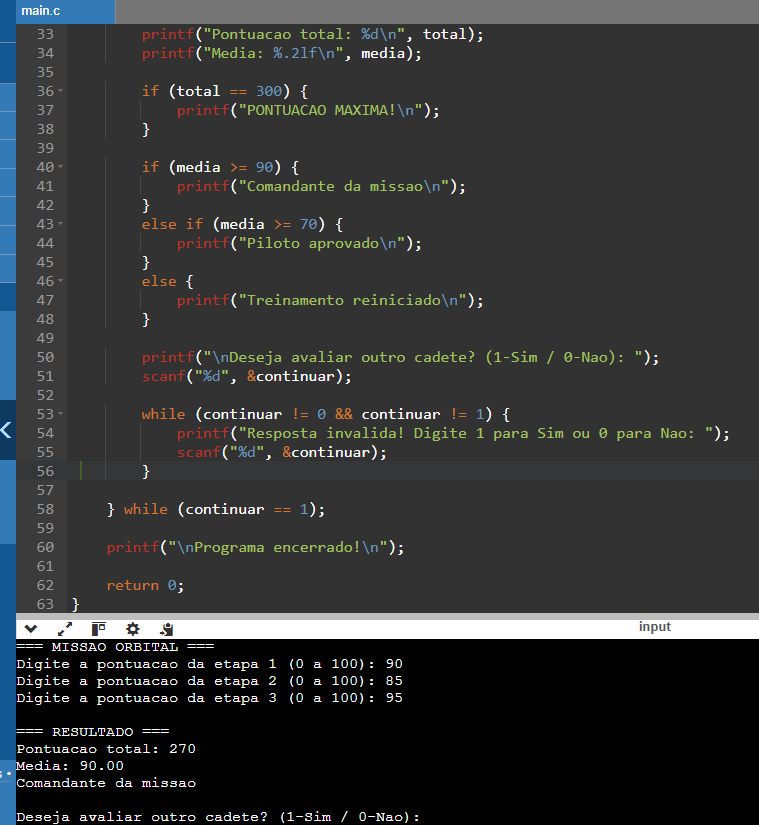 main.c
33 printf("Pontuacao total: %d\n", total);
34 printf("Media: %.2lf\n", media);
35
36 if (total == 300) {
37 printf("PONTUACAO MAXIMA!\n");
38 }
39
40 if (media >= 90) {
41 printf("Comandante da missao\n");
42 }
43 else if (media >= 70) {
44 printf("Piloto aprovado\n");
45 }
46 else {
47 printf("Treinamento reiniciado\n");
48 }
49
50 printf("\nDeseja avaliar outro cadete? (1-Sim / 0-Nao): ");
51 scanf("%d", &continuar);
52
53 while (continuar != 0 && continuar != 1) {
54 printf("Resposta invalida! Digite 1 para Sim ou 0 para Nao: ");
55 scanf("%d", &continuar);
56 }
57
58 } while (continuar == 1);
59
60 printf("\nPrograma encerrado!\n");
61
62 return 0;
63 }
input
=== MISSAO ORBITAL ===
Digite a pontuacao da etapa 1 (0 a 100): 90
Digite a pontuacao da etapa 2 (0 a 100): 85
Digite a pontuacao da etapa 3 (0 a 100): 95
=== RESULTADO ===
Pontuacao total: 270
Media: 90.00
Comandante da missao
Deseja avaliar outro cadete? (1-Sim / 0-Nao):